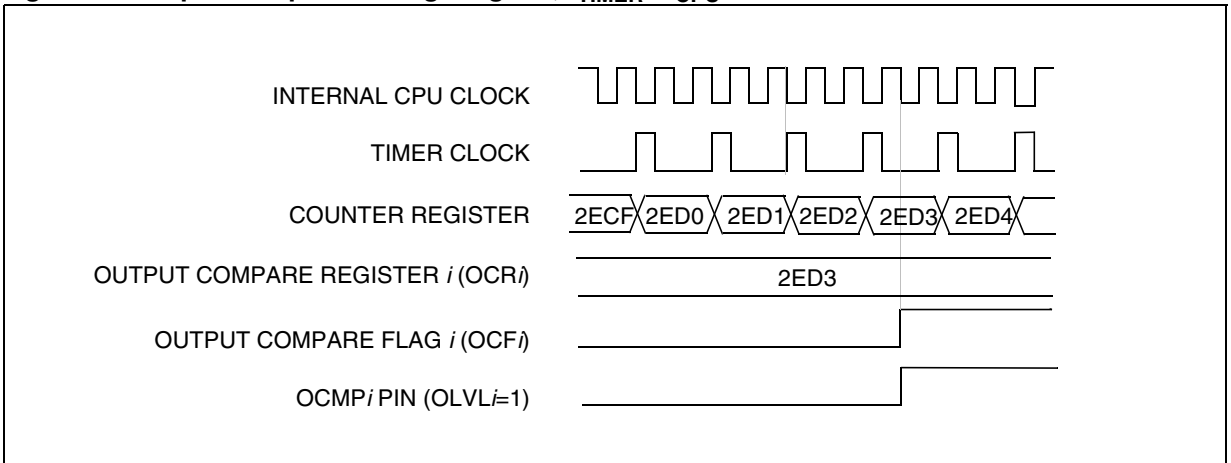 INTERNAL CPU CLOCK
TIMER CLOCK
COUNTER REGISTER 2ECF 2ED0 2ED1 2ED2 2ED3 2ED4
OUTPUT COMPARE REGISTER i (OCRi) 2ED3
OUTPUT COMPARE FLAG i (OCFi)
OCMPi PIN (OLVLi=1)